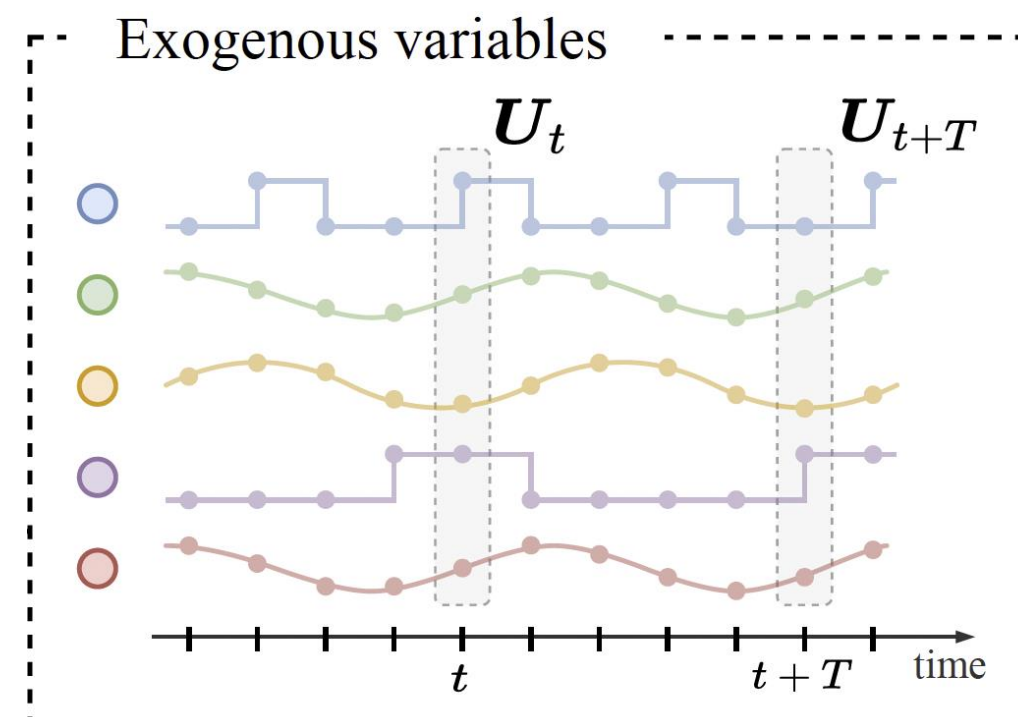 Exogenous variables
U_t
U_{t+T}
t
t + T
time